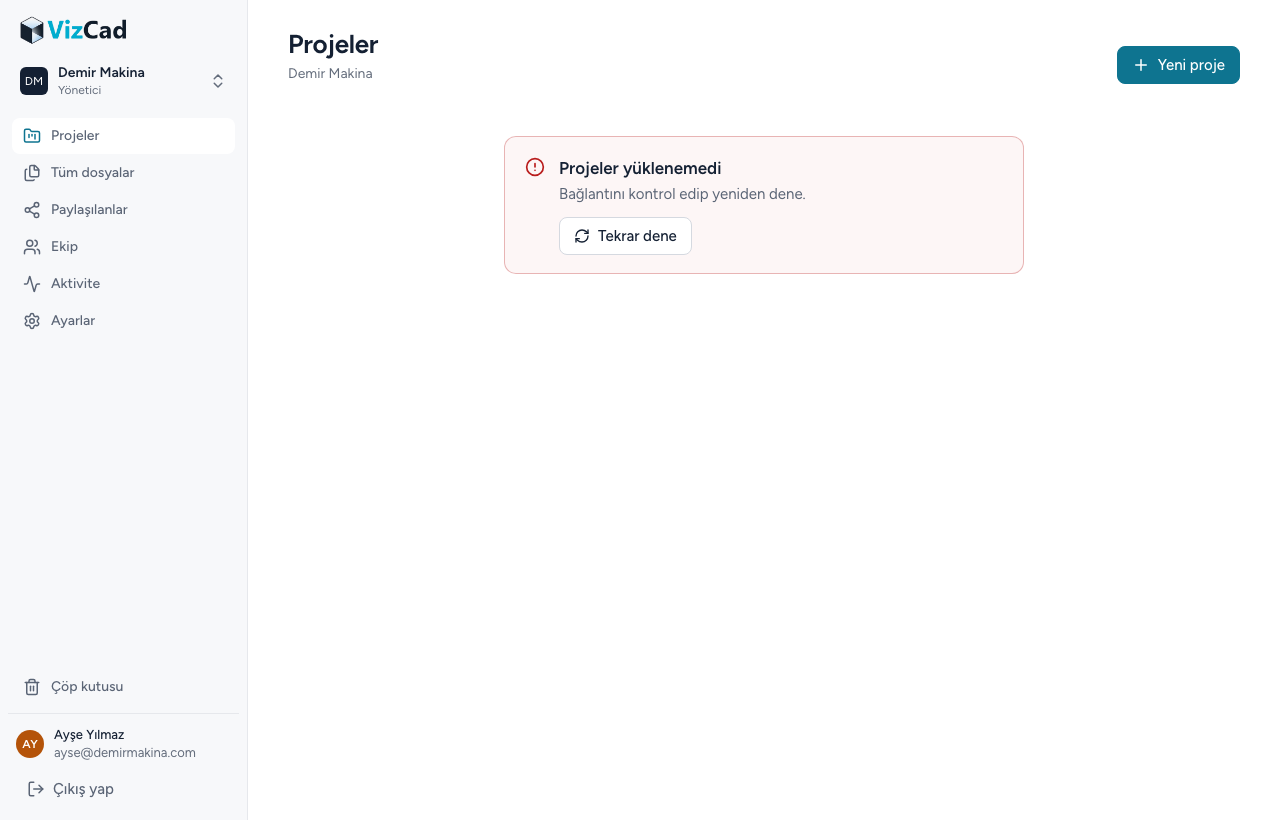 VizCad
DM
Demir Makina
Yönetici
Projeler
Tüm dosyalar
Paylaşılanlar
Ekip
Aktivite
Ayarlar
Çöp kutusu
AY
Ayşe Yılmaz
ayse@demirmakina.com
Çıkış yap
Projeler
Demir Makina
Yeni proje
Projeler yüklenemedi
Bağlantını kontrol edip yeniden dene.
Tekrar dene